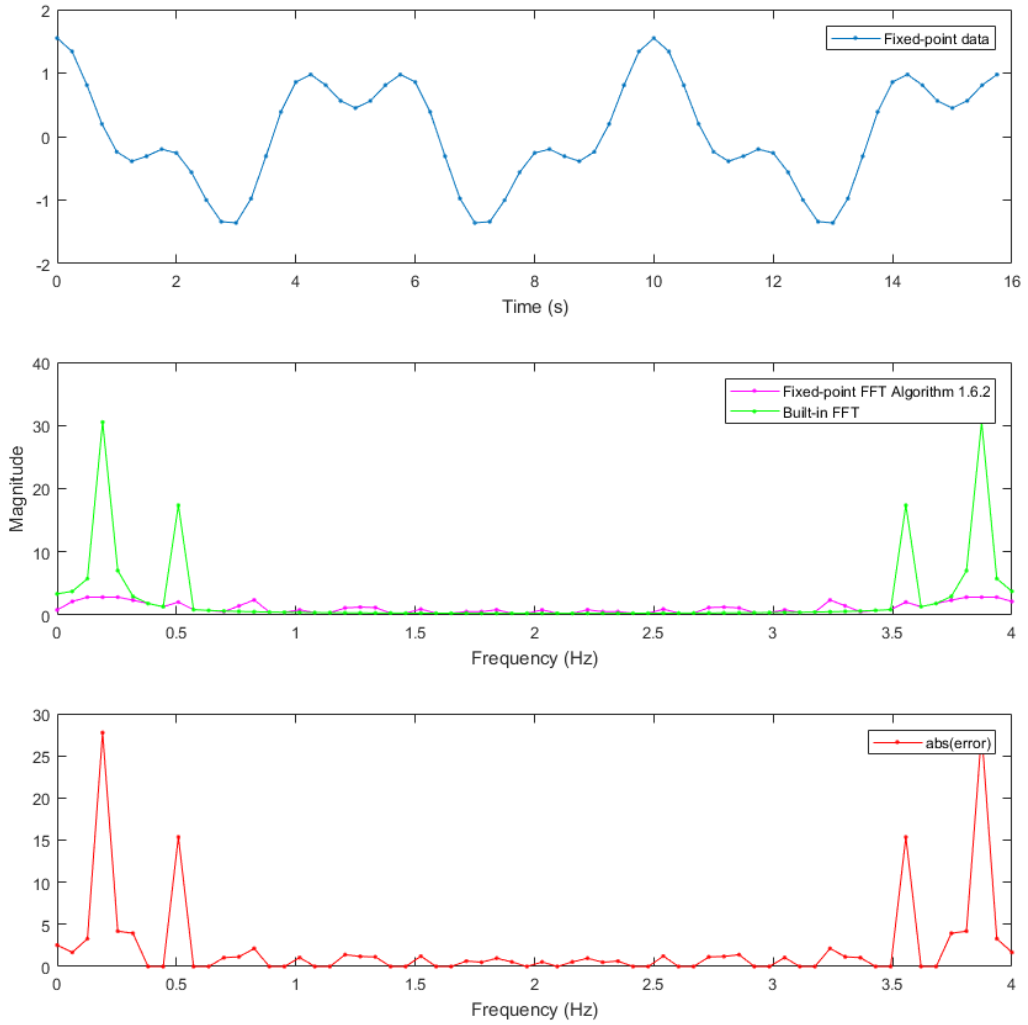 2
1
0
-1
-2
Fixed-point data
0 2 4 6 8 10 12 14 16
Time (s)
40
30
20
10
0
Magnitude
Fixed-point FFT Algorithm 1.6.2
Built-in FFT
0 0.5 1 1.5 2 2.5 3 3.5 4
Frequency (Hz)
30
25
20
15
10
5
0
abs(error)
0 0.5 1 1.5 2 2.5 3 3.5 4
Frequency (Hz)